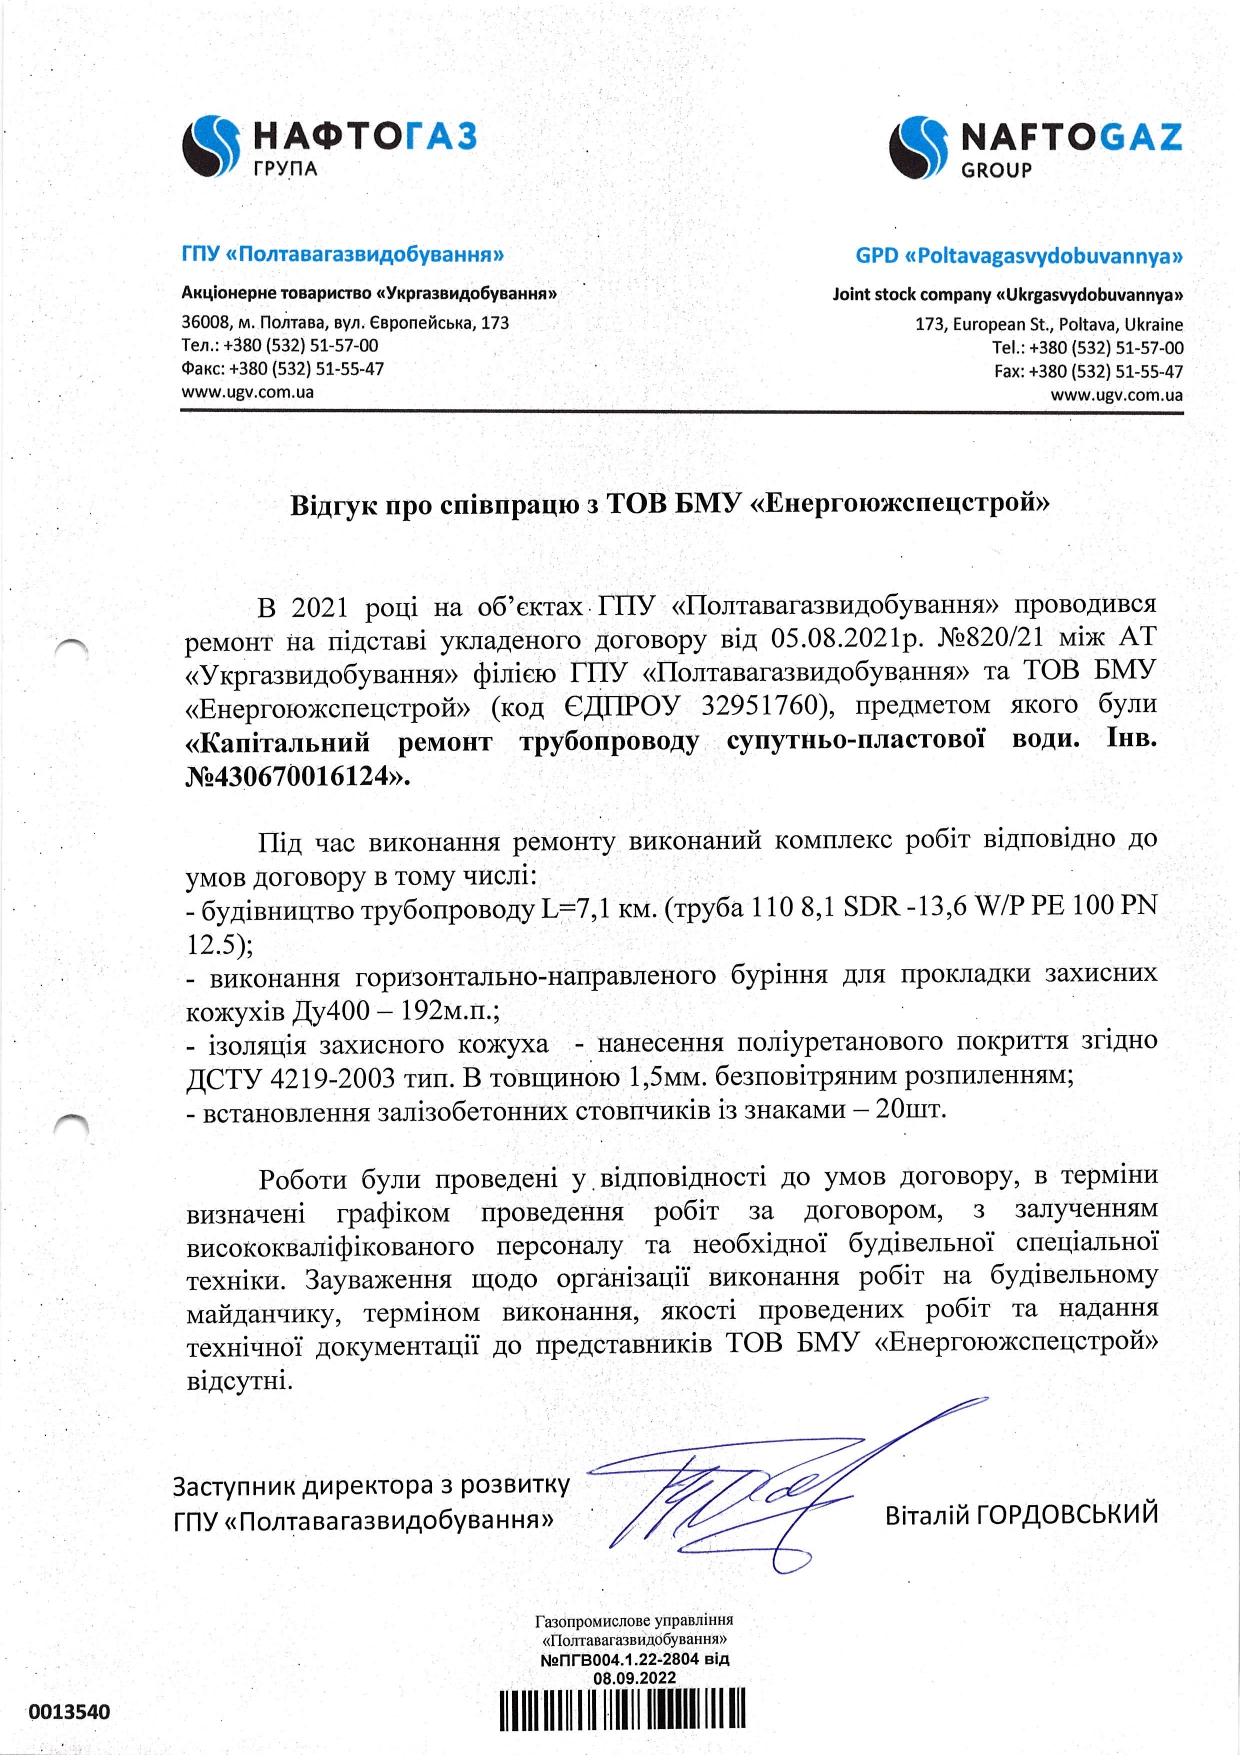 НАФТОГАЗ
ГРУПА
NAFTOGAZ
GROUP
ГПУ «Полтавагазвидобування»
Акціонерне товариство «Укргазвидобування»
36008, м. Полтава, вул. Європейська, 173
Тел.: +380 (532) 51-57-00
Факс: +380 (532) 51-55-47
www.ugv.com.ua
GPD «Poltavagasvydobuvannya»
Joint stock company «Ukrgasvydobuvannya»
173, European St., Poltava, Ukraine
Tel.: +380 (532) 51-57-00
Fax: +380 (532) 51-55-47
www.ugv.com.ua
Відгук про співпрацю з ТОВ БМУ «Енергоюжспецстрой»
В 2021 році на об’єктах ГПУ «Полтавагазвидобування» проводився
ремонт на підставі укладеного договору від 05.08.2021р. №820/21 між АТ
«Укргазвидобування» філією ГПУ «Полтавагазвидобування» та ТОВ БМУ
«Енергоюжспецстрой» (код ЄДПРОУ 32951760), предметом якого були
«Капітальний ремонт трубопроводу супутньо-пластової води. Інв.
№430670016124».
Під час виконання ремонту виконаний комплекс робіт відповідно до
умов договору в тому числі:
- будівництво трубопроводу L=7,1 км. (труба 110 8,1 SDR -13,6 W/P PE 100 PN
12.5);
- виконання горизонтально-направленого буріння для прокладки захисних
кожухів Ду400 – 192м.п.;
- ізоляція захисного кожуха - нанесення поліуретанового покриття згідно
ДСТУ 4219-2003 тип. В товщиною 1,5мм. безповітряним розпиленням;
- встановлення залізобетонних стовпчиків із знаками – 20шт.
Роботи були проведені у відповідності до умов договору, в терміни
визначені графіком проведення робіт за договором, з залученням
висококваліфікованого персоналу та необхідної будівельної спеціальної
техніки. Зауваження щодо організації виконання робіт на будівельному
майданчику, терміном виконання, якості проведених робіт та надання
технічної документації до представників ТОВ БМУ «Енергоюжспецстрой»
відсутні.
Заступник директора з розвитку
ГПУ «Полтавагазвидобування»
Віталій ГОРДОВСЬКИЙ
Газопромислове управління
«Полтавагазвидобування»
№ПГВ004.1.22-2804 від
08.09.2022
0013540